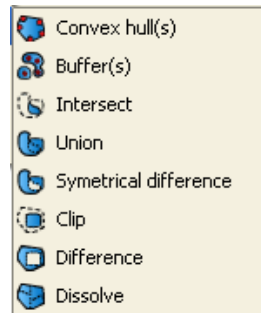 Convex hull(s)
Buffer(s)
Intersect
Union
Symetrical difference
Clip
Difference
Dissolve